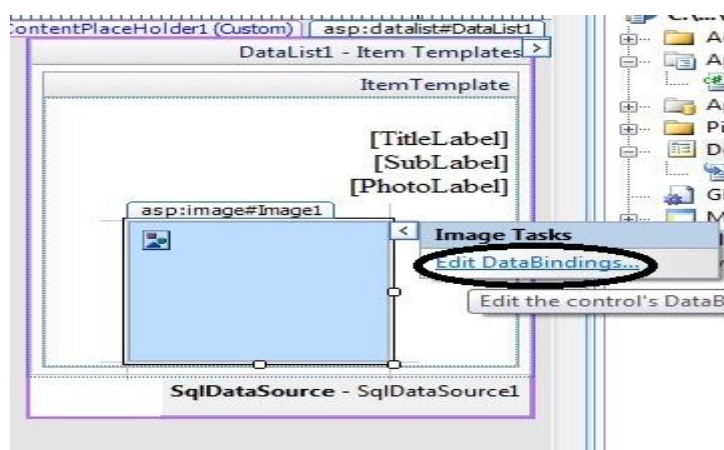 ContentPlaceHolder1 (Custom) asp:datalist#DataList1
DataList1 - Item Templates
ItemTemplate
[TitleLabel]
[SubLabel]
[PhotoLabel]
asp:image#Image1
Image Tasks
Edit DataBindings...
Edit the control's DataB
SqlDataSource - SqlDataSource1